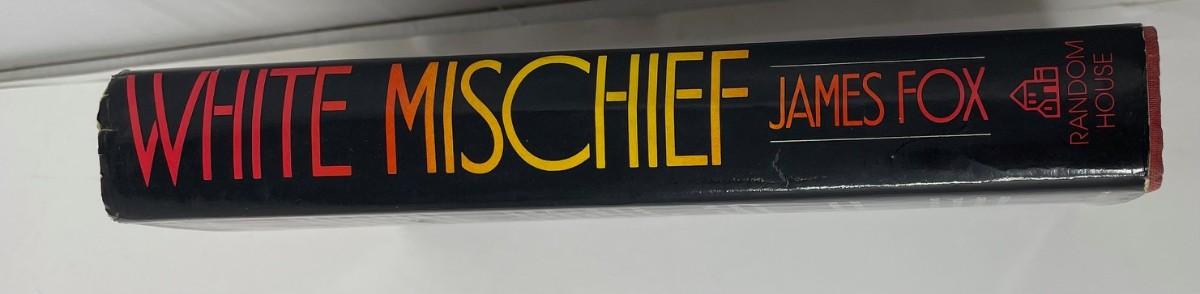 WHITE MISCHIEF
JAMES FOX
RANDOM
HOUSE